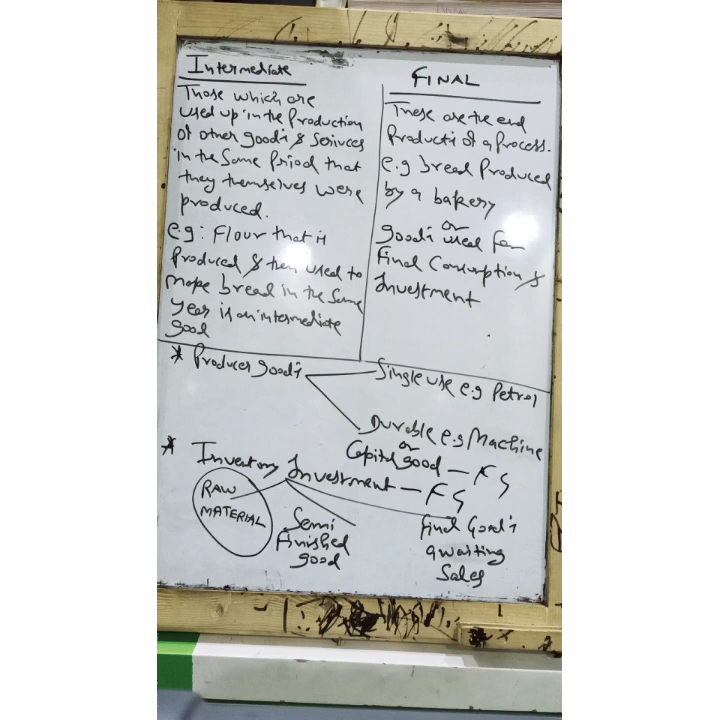 Intermediate
Those which are
used up in the Production
of other goods & Serivces
in the Same Priod that
they themselves were
produced.
e.g: Flour that is
Produced & then used to
make bread in the Same
year is an intermediate
good
FINAL
These are the end
Products of a Process.
e.g bread Produced
by a bakery
or
goods used for
Final Consumption &
Investment
* Producer goods
Single use e.g Petrol
Durable e.g Machine
or
Capital good — FG
* Inventory Investment — FG
RAW
MATERIAL
Semi
Finished
good
Final Goods
awaiting
Sales